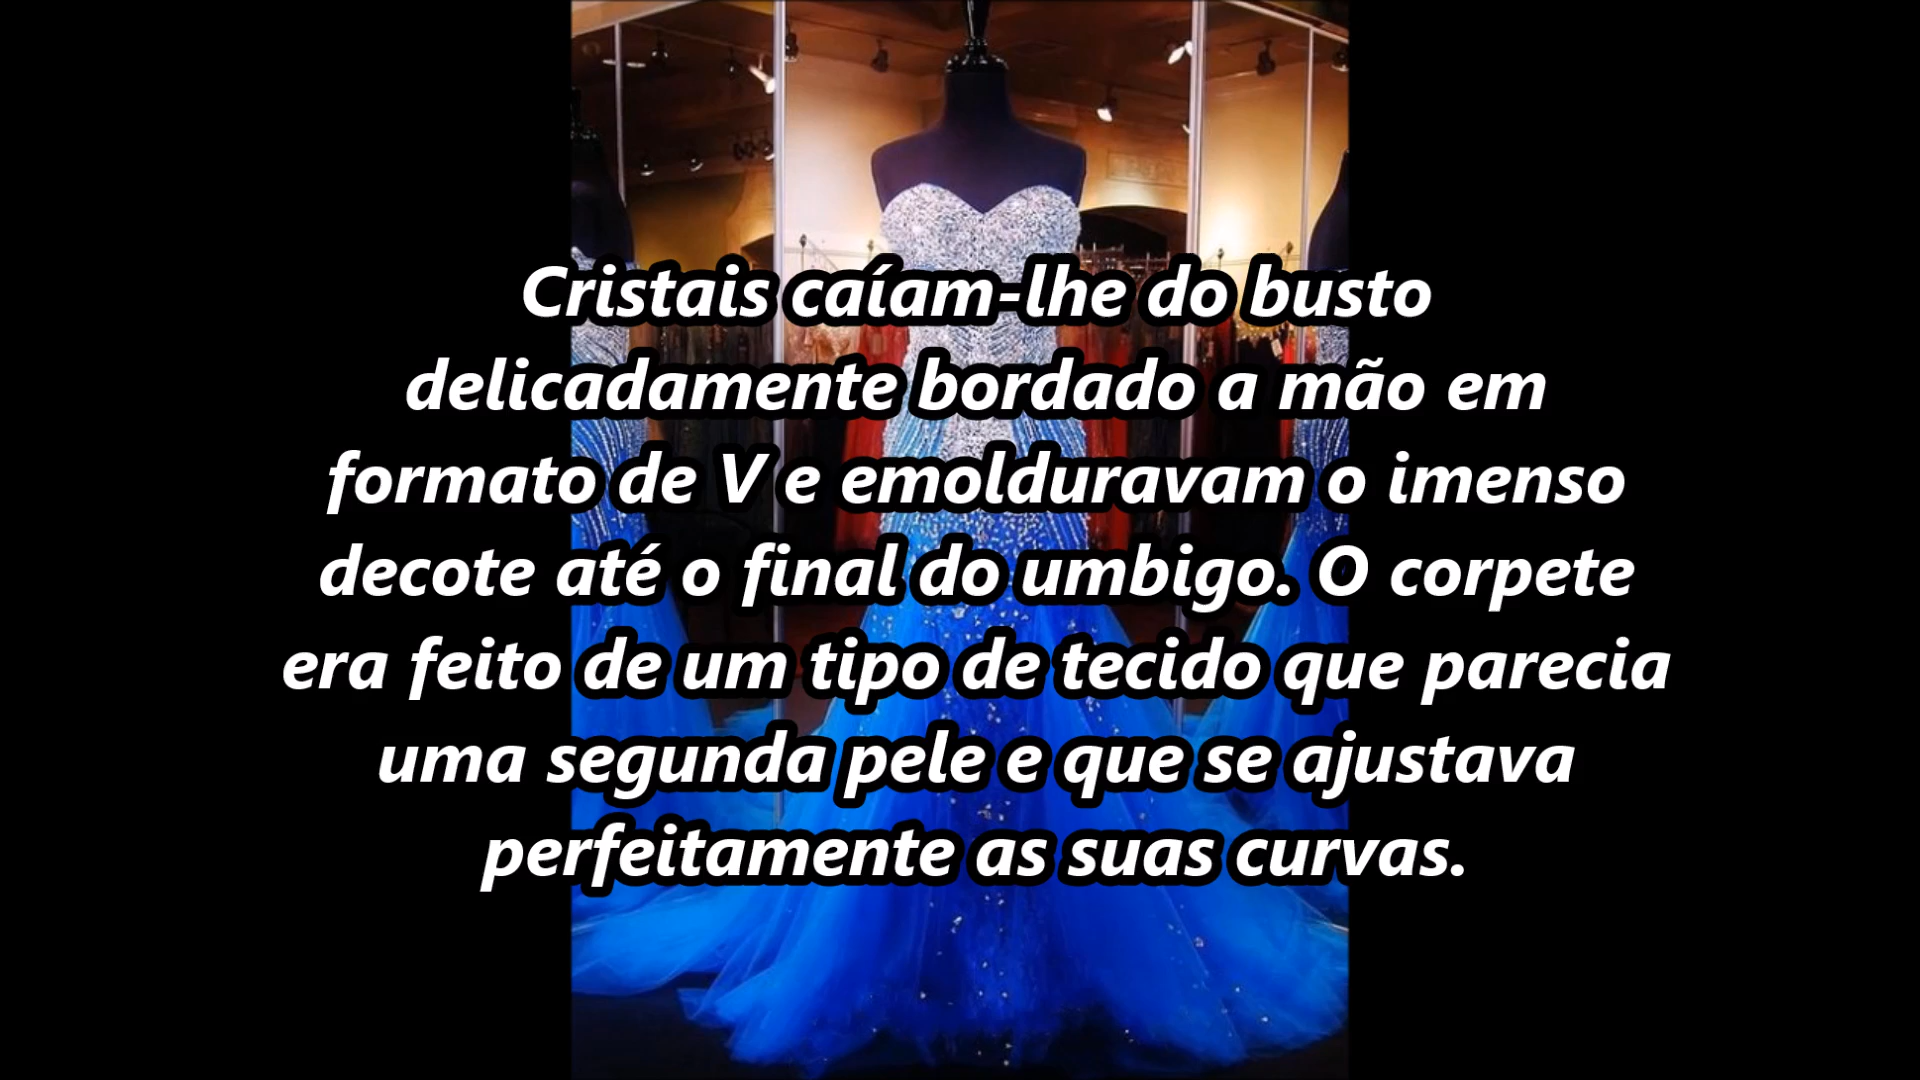 Cristais caíam-lhe do busto
delicadamente bordado a mão em
formato de V e emolduravam o imenso
decote até o final do umbigo. O corpete
era feito de um tipo de tecido que parecia
uma segunda pele e que se ajustava
perfeitamente as suas curvas.